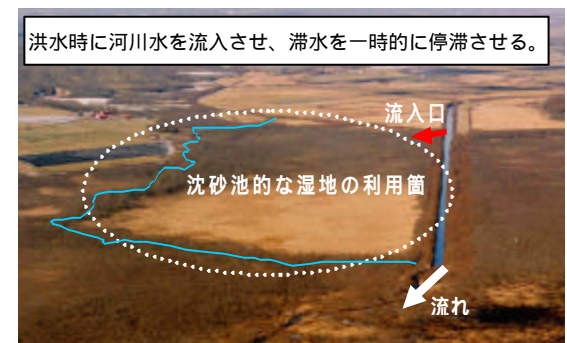 洪水時に河川水を流入させ、滞水を一時的に停滞させる。
流入口
沈砂池的な湿地の利用箇
流れ